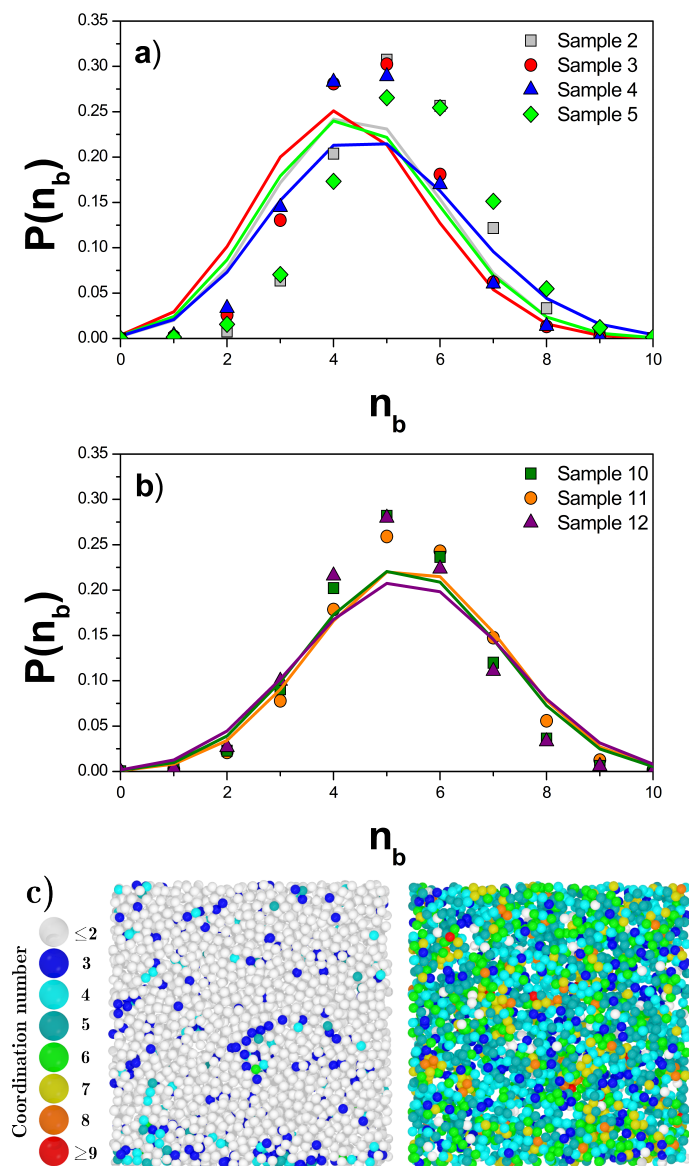 a)
Sample 2
Sample 3
Sample 4
Sample 5
P(n_b)
0.35
0.30
0.25
0.20
0.15
0.10
0.05
0.00
0 2 4 6 8 10
n_b
b)
Sample 10
Sample 11
Sample 12
P(n_b)
0.35
0.30
0.25
0.20
0.15
0.10
0.05
0.00
0 2 4 6 8 10
n_b
c)
Coordination number
≤2
3
4
5
6
7
8
≥9